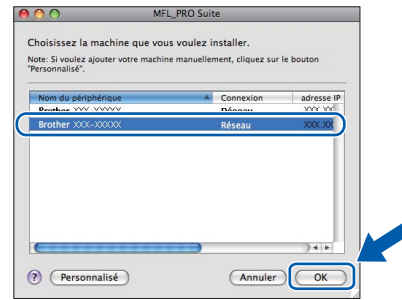 MFL_PRO Suite
Choisissez la machine que vous voulez installer.
Note: Si voulez ajouter votre machine manuellement, cliquez sur le bouton
"Personnalisé".
Nom du périphérique Connexion adresse IP
Brother XXX-XXXXX Réseau XXX XX
Brother XXX-XXXXX Réseau XXX XX
? Personnalisé Annuler OK